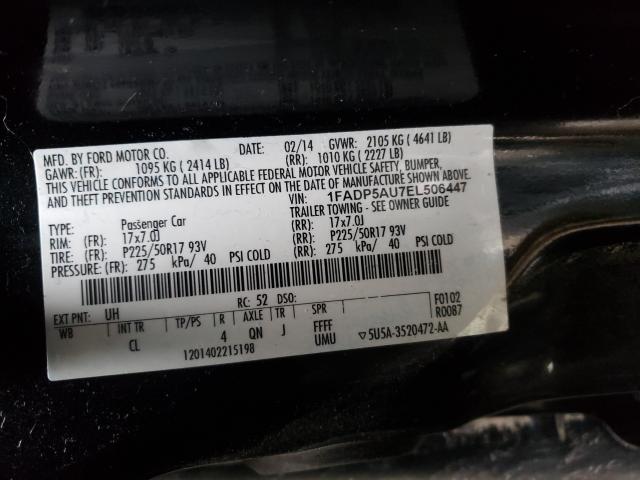 MFD. BY FORD MOTOR CO. DATE: 02/14 GVWR: 2105 KG ( 4641 LB)
GAWR: (FR): 1095 KG ( 2414 LB) (RR): 1010 KG ( 2227 LB)
THIS VEHICLE CONFORMS TO ALL APPLICABLE FEDERAL MOTOR VEHICLE SAFETY, BUMPER,
AND THEFT PREVENTION STANDARDS IN EFFECT ON THE DATE OF MANUFACTURE SHOWN ABOVE.
VIN: 1FADP5AU7EL506447
TYPE: Passenger Car TRAILER TOWING - SEE OWNER GUIDE
RIM: (FR): 17x7.0J (RR): 17x7.0J
TIRES: (FR): P225/50R17 93V (RR): P225/50R17 93V
PRESSURE: (FR): 275 kPa/ 40 PSI COLD (RR): 275 kPa/ 40 PSI COLD
EXT PNT: UH RC: 52 DSO: F0102
WB INT TR TP/PS R AXLE TR SPR R0087
CL 4 QN J FFFF
UMU ▽5U5A-3520472-AA
1201402215198